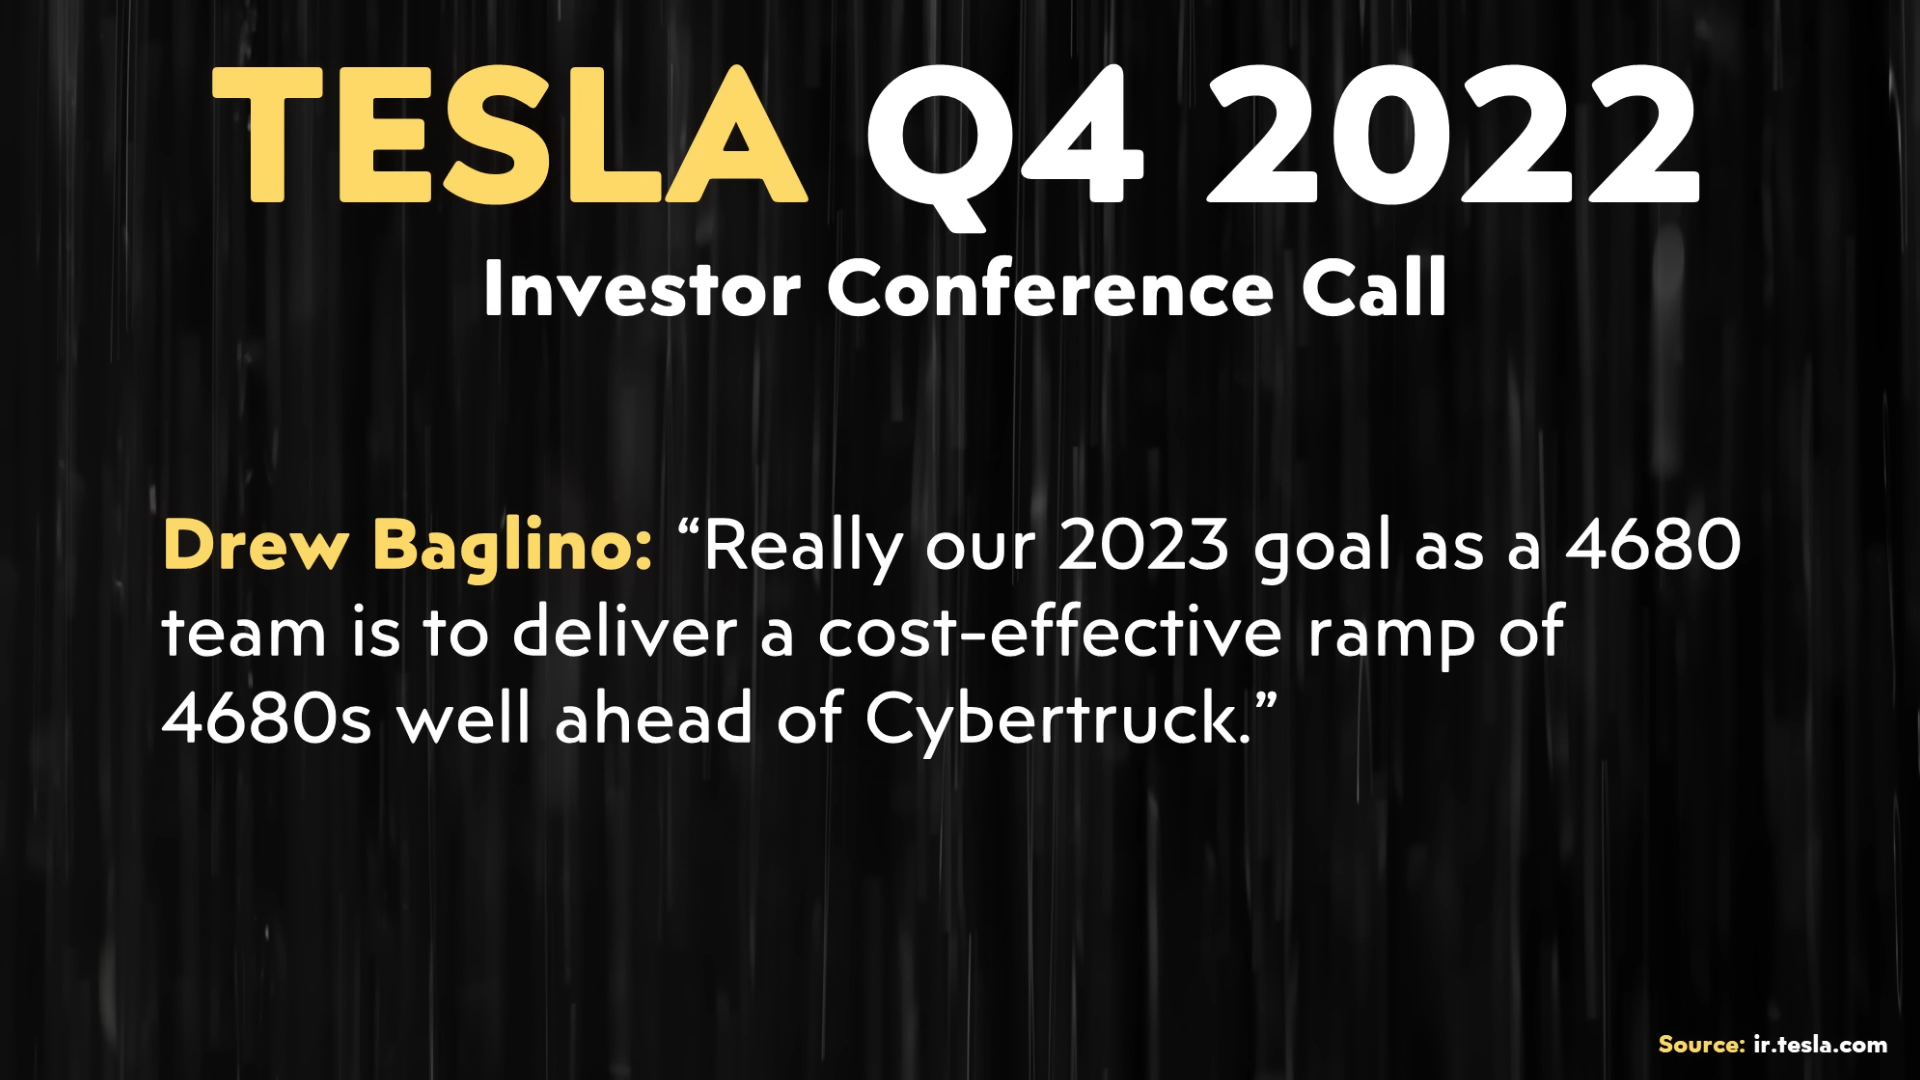 TESLA Q4 2022
Investor Conference Call
Drew Baglino: “Really our 2023 goal as a 4680
team is to deliver a cost-effective ramp of
4680s well ahead of Cybertruck.”
Source: ir.tesla.com